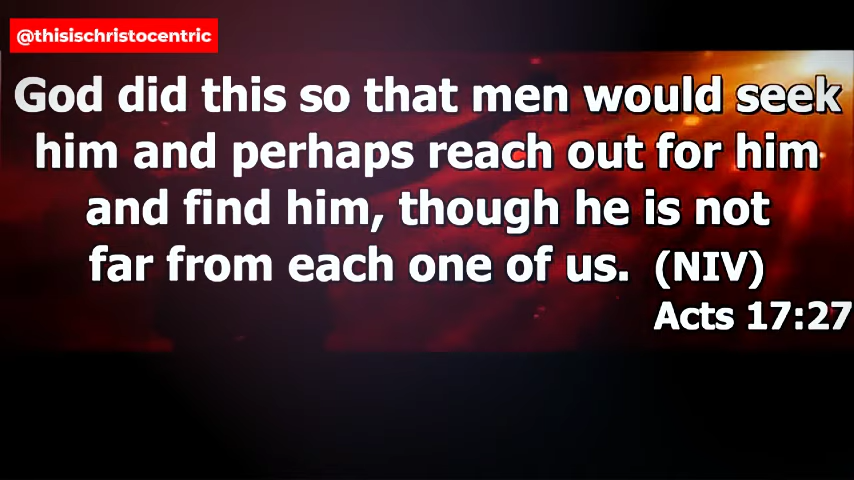 @thisischristocentric
God did this so that men would seek
him and perhaps reach out for him
and find him, though he is not
far from each one of us. (NIV)
Acts 17:27